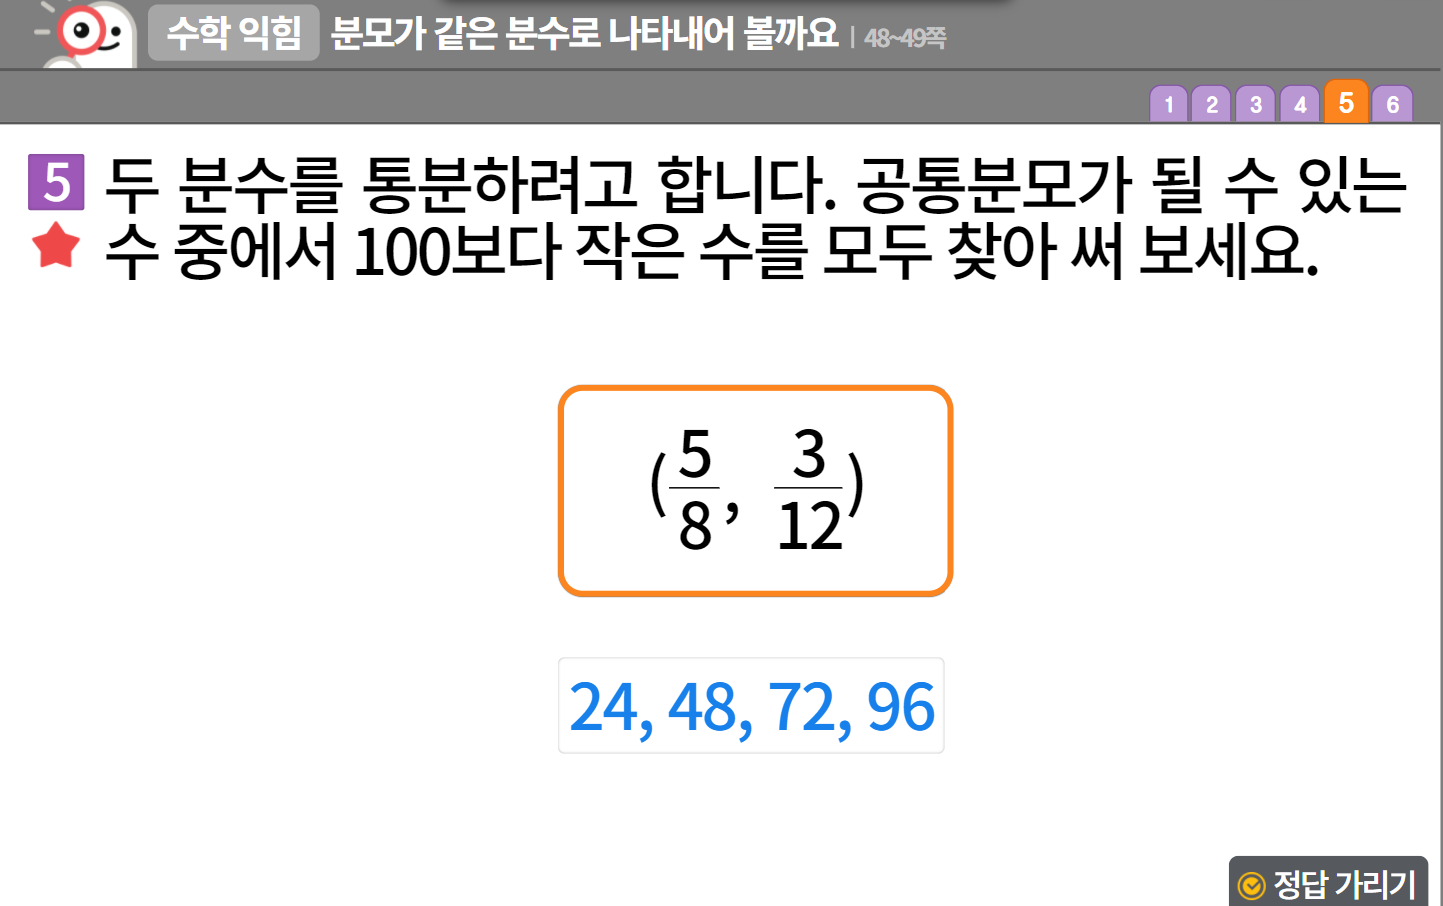 수학 익힘 분모가 같은 분수로 나타내어 볼까요 | 48~49쪽
1 2 3 4 5 6
5 두 분수를 통분하려고 합니다. 공통분모가 될 수 있는
수 중에서 100보다 작은 수를 모두 찾아 써 보세요.
(5/8, 3/12)
24, 48, 72, 96
정답 가리기